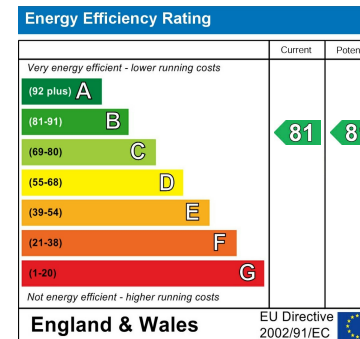 Energy Efficiency Rating
Current Poten
Very energy efficient - lower running costs
(92 plus) A
(81-91) B
81 8
(69-80) C
(55-68) D
(39-54) E
(21-38) F
(1-20) G
Not energy efficient - higher running costs
England & Wales
EU Directive
2002/91/EC